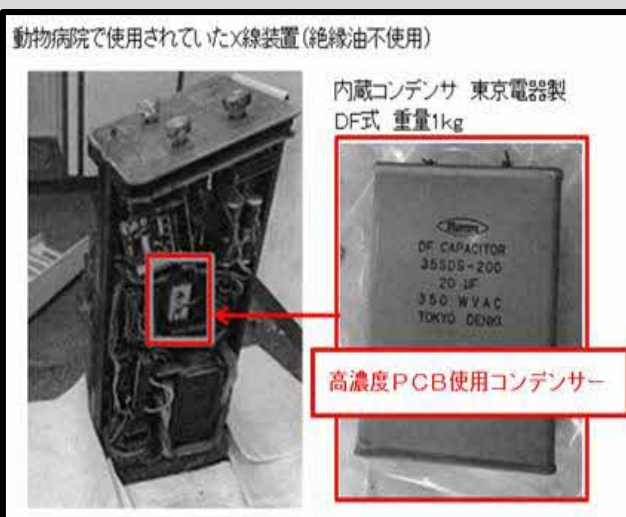 動物病院で使用されていたX線装置(絶縁油不使用)
内蔵コンデンサ 東京電器製
DF式 重量1kg
DF CAPACITOR
35SDS-200
20 UF
350 WVAC
TOKYO DENKI
高濃度PCB使用コンデンサー